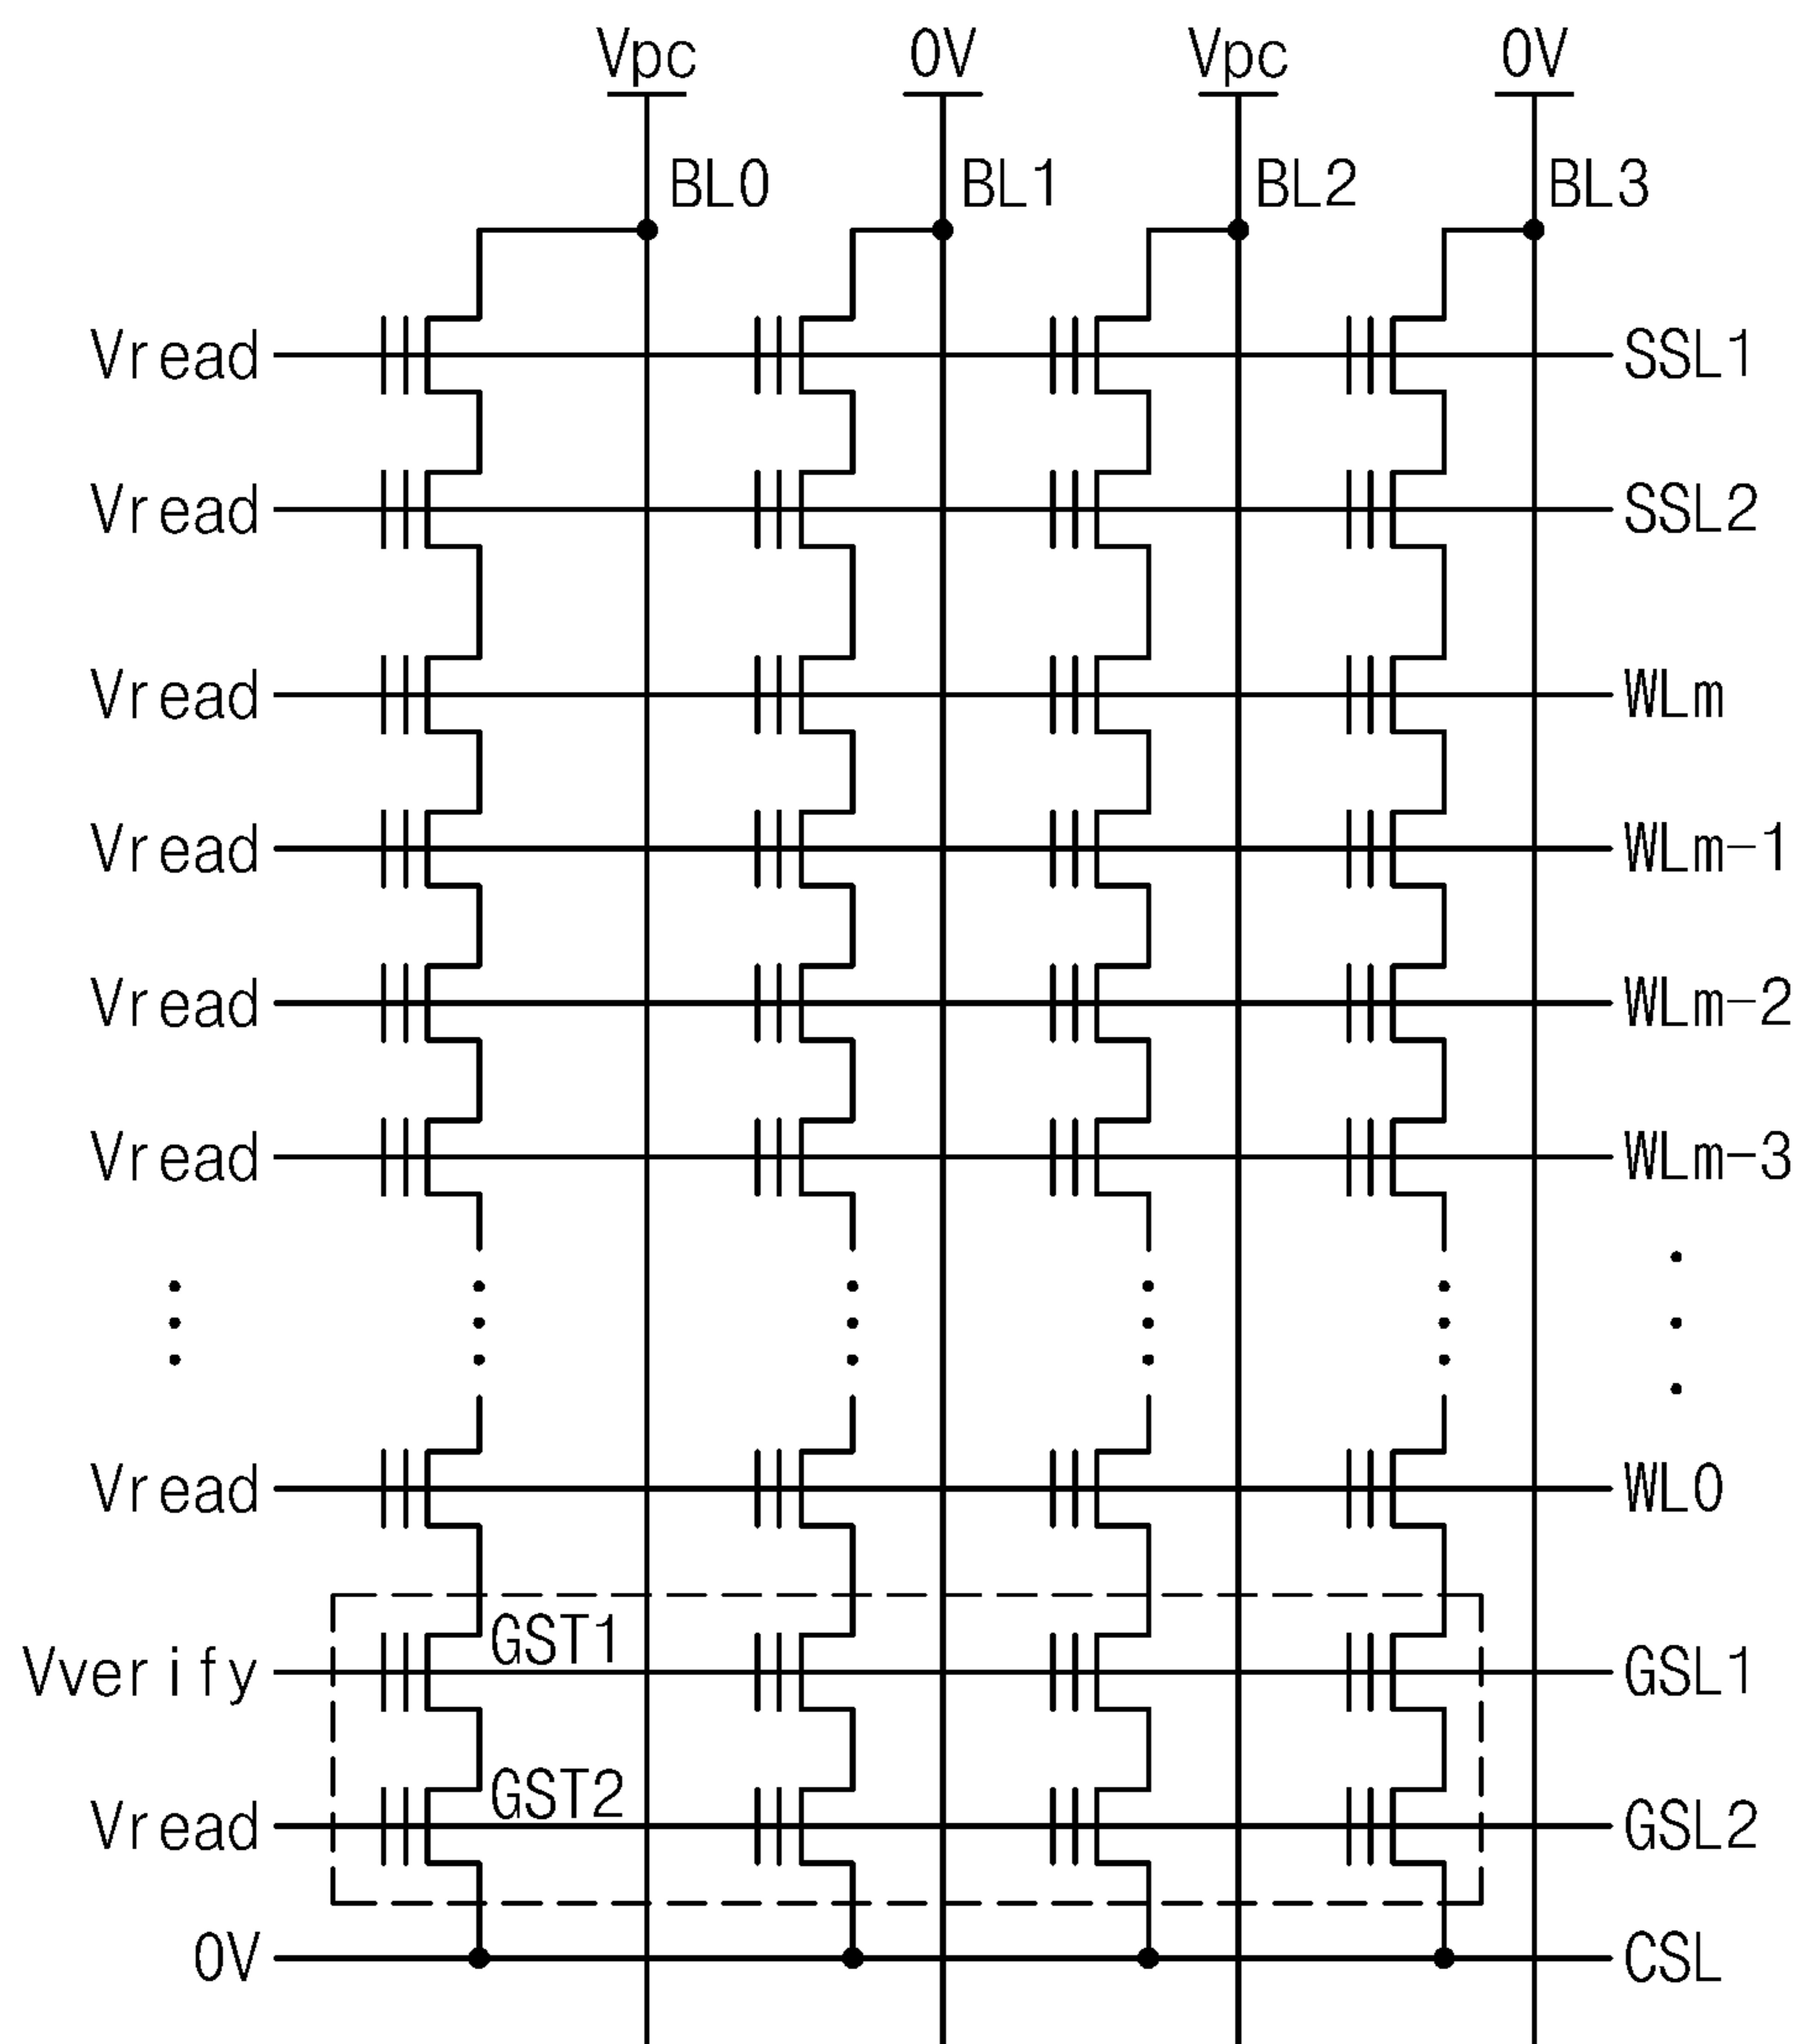 Vpc 0V Vpc 0V
BL0 BL1 BL2 BL3
Vread SSL1
Vread SSL2
Vread WLm
Vread WLm-1
Vread WLm-2
Vread WLm-3
Vread WL0
GST1
Vverify GSL1
GST2
Vread GSL2
0V CSL